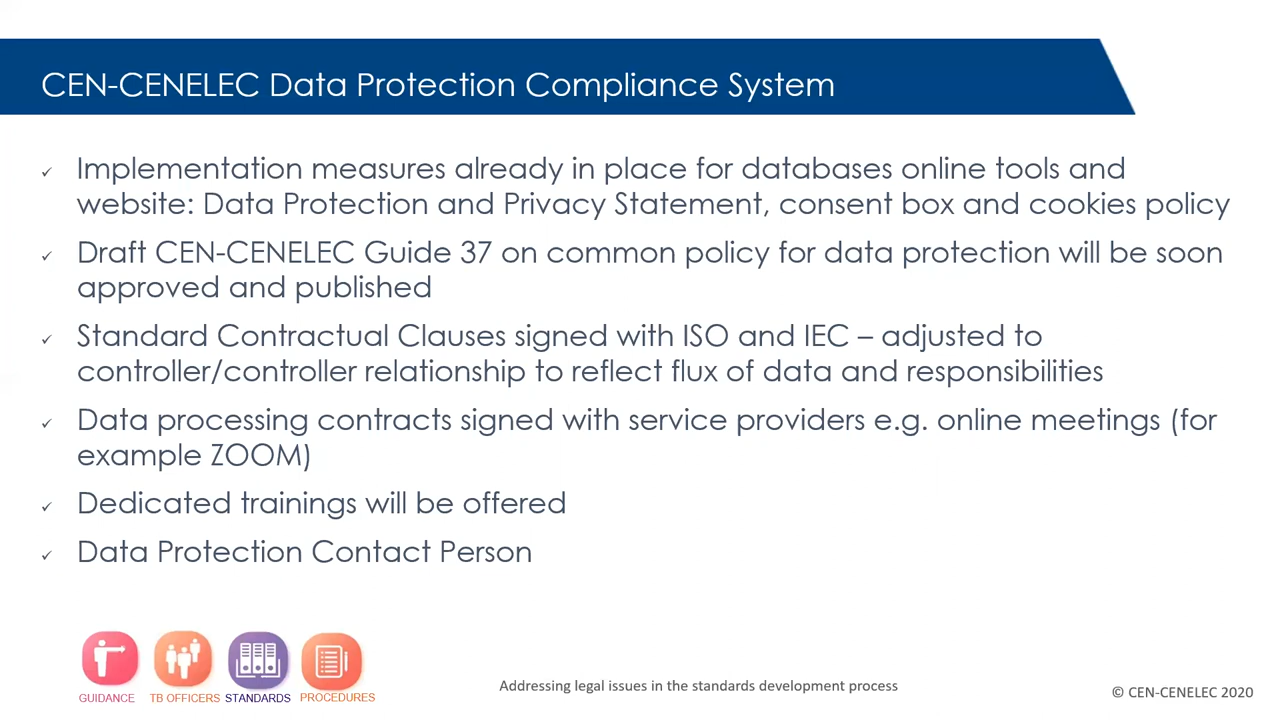 CEN-CENELEC Data Protection Compliance System
✓ Implementation measures already in place for databases online tools and
website: Data Protection and Privacy Statement, consent box and cookies policy
✓ Draft CEN-CENELEC Guide 37 on common policy for data protection will be soon
approved and published
✓ Standard Contractual Clauses signed with ISO and IEC – adjusted to
controller/controller relationship to reflect flux of data and responsibilities
✓ Data processing contracts signed with service providers e.g. online meetings (for
example ZOOM)
✓ Dedicated trainings will be offered
✓ Data Protection Contact Person
GUIDANCE
TB OFFICERS
STANDARDS
PROCEDURES
Addressing legal issues in the standards development process
© CEN-CENELEC 2020